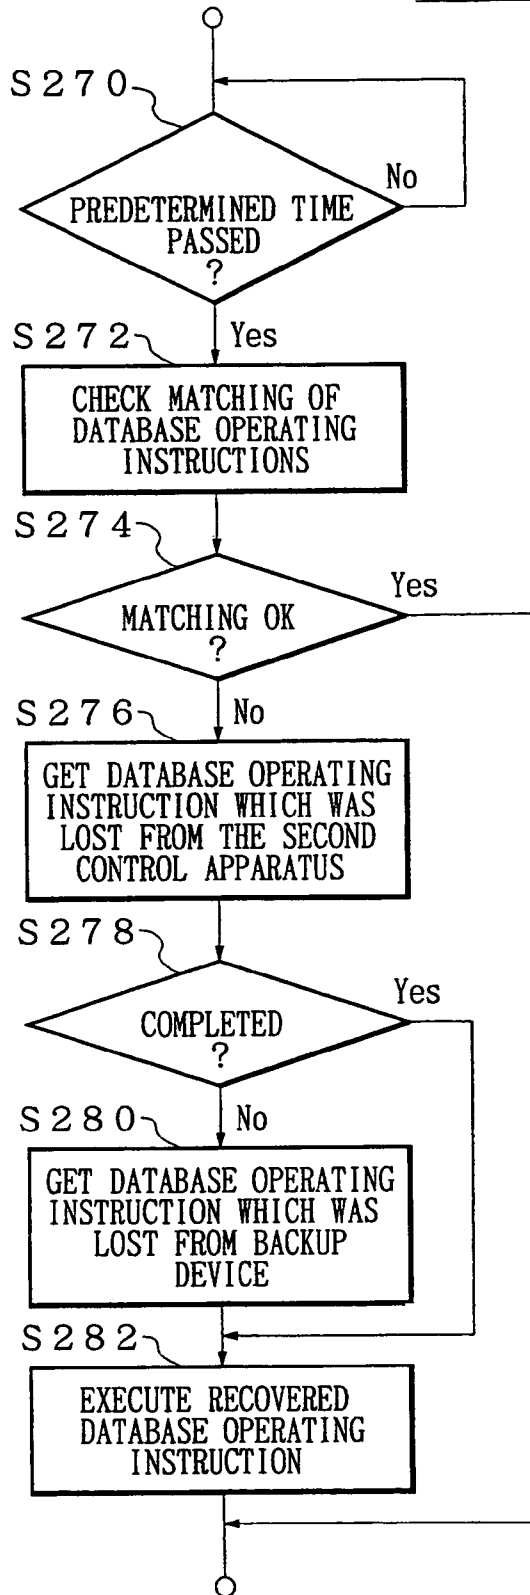 S270
No
PREDETERMINED TIME
PASSED
?
S272
Yes
CHECK MATCHING OF
DATABASE OPERATING
INSTRUCTIONS
S274
Yes
MATCHING OK
?
S276
No
GET DATABASE OPERATING
INSTRUCTION WHICH WAS
LOST FROM THE SECOND
CONTROL APPARATUS
S278
Yes
COMPLETED
?
S280
No
GET DATABASE OPERATING
INSTRUCTION WHICH WAS
LOST FROM BACKUP
DEVICE
S282
EXECUTE RECOVERED
DATABASE OPERATING
INSTRUCTION